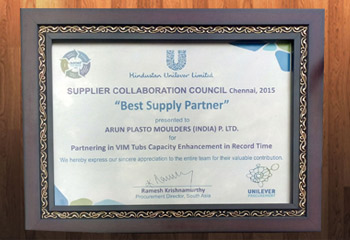 Hindustan Unilever Limited
SUPPLIER COLLABORATION COUNCIL Chennai, 2015
"Best Supply Partner"
presented to
ARUN PLASTO MOULDERS (INDIA) P. LTD.
for
Partnering in VIM Tubs Capacity Enhancement in Record Time
We hereby express our sincere appreciation to the entire team for their valuable contribution.
Ramesh Krishnamurthy
Procurement Director, South Asia
UNILEVER
PROCUREMENT